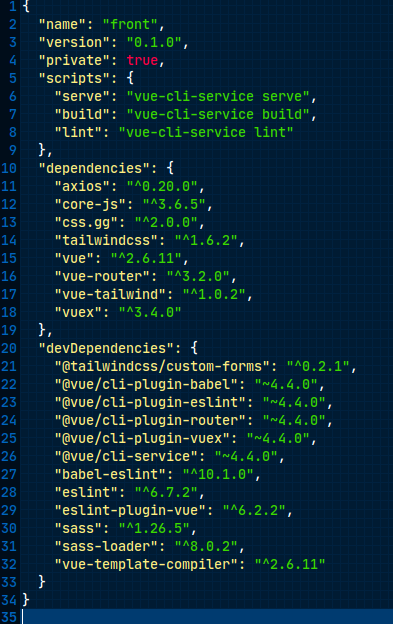 1 {
2 "name": "front",
3 "version": "0.1.0",
4 "private": true,
5 "scripts": {
6 "serve": "vue-cli-service serve",
7 "build": "vue-cli-service build",
8 "lint": "vue-cli-service lint"
9 },
10 "dependencies": {
11 "axios": "^0.20.0",
12 "core-js": "^3.6.5",
13 "css.gg": "^2.0.0",
14 "tailwindcss": "^1.6.2",
15 "vue": "^2.6.11",
16 "vue-router": "^3.2.0",
17 "vue-tailwind": "^1.0.2",
18 "vuex": "^3.4.0"
19 },
20 "devDependencies": {
21 "@tailwindcss/custom-forms": "^0.2.1",
22 "@vue/cli-plugin-babel": "~4.4.0",
23 "@vue/cli-plugin-eslint": "~4.4.0",
24 "@vue/cli-plugin-router": "~4.4.0",
25 "@vue/cli-plugin-vuex": "~4.4.0",
26 "@vue/cli-service": "~4.4.0",
27 "babel-eslint": "^10.1.0",
28 "eslint": "^6.7.2",
29 "eslint-plugin-vue": "^6.2.2",
30 "sass": "^1.26.5",
31 "sass-loader": "^8.0.2",
32 "vue-template-compiler": "^2.6.11"
33 }
34 }
35